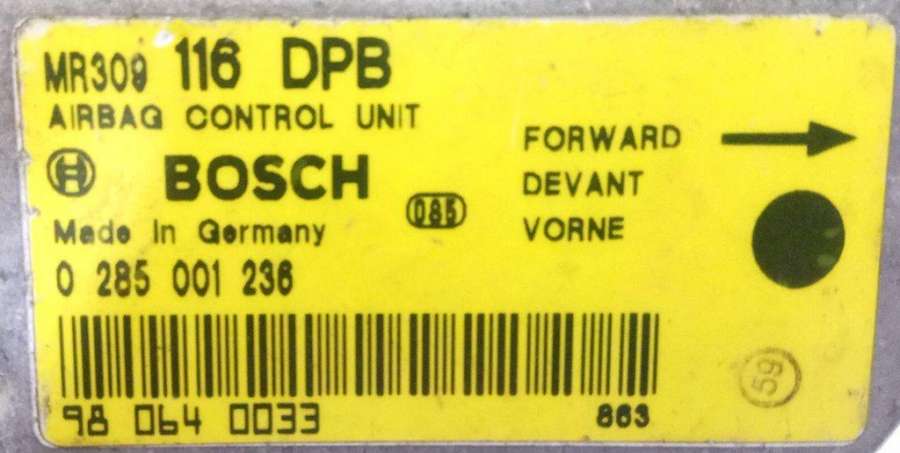 MR309 116 DPB
AIRBAG CONTROL UNIT
BOSCH
085
Made In Germany
0 285 001 236
FORWARD
DEVANT
VORNE
98 064 0033
863
59